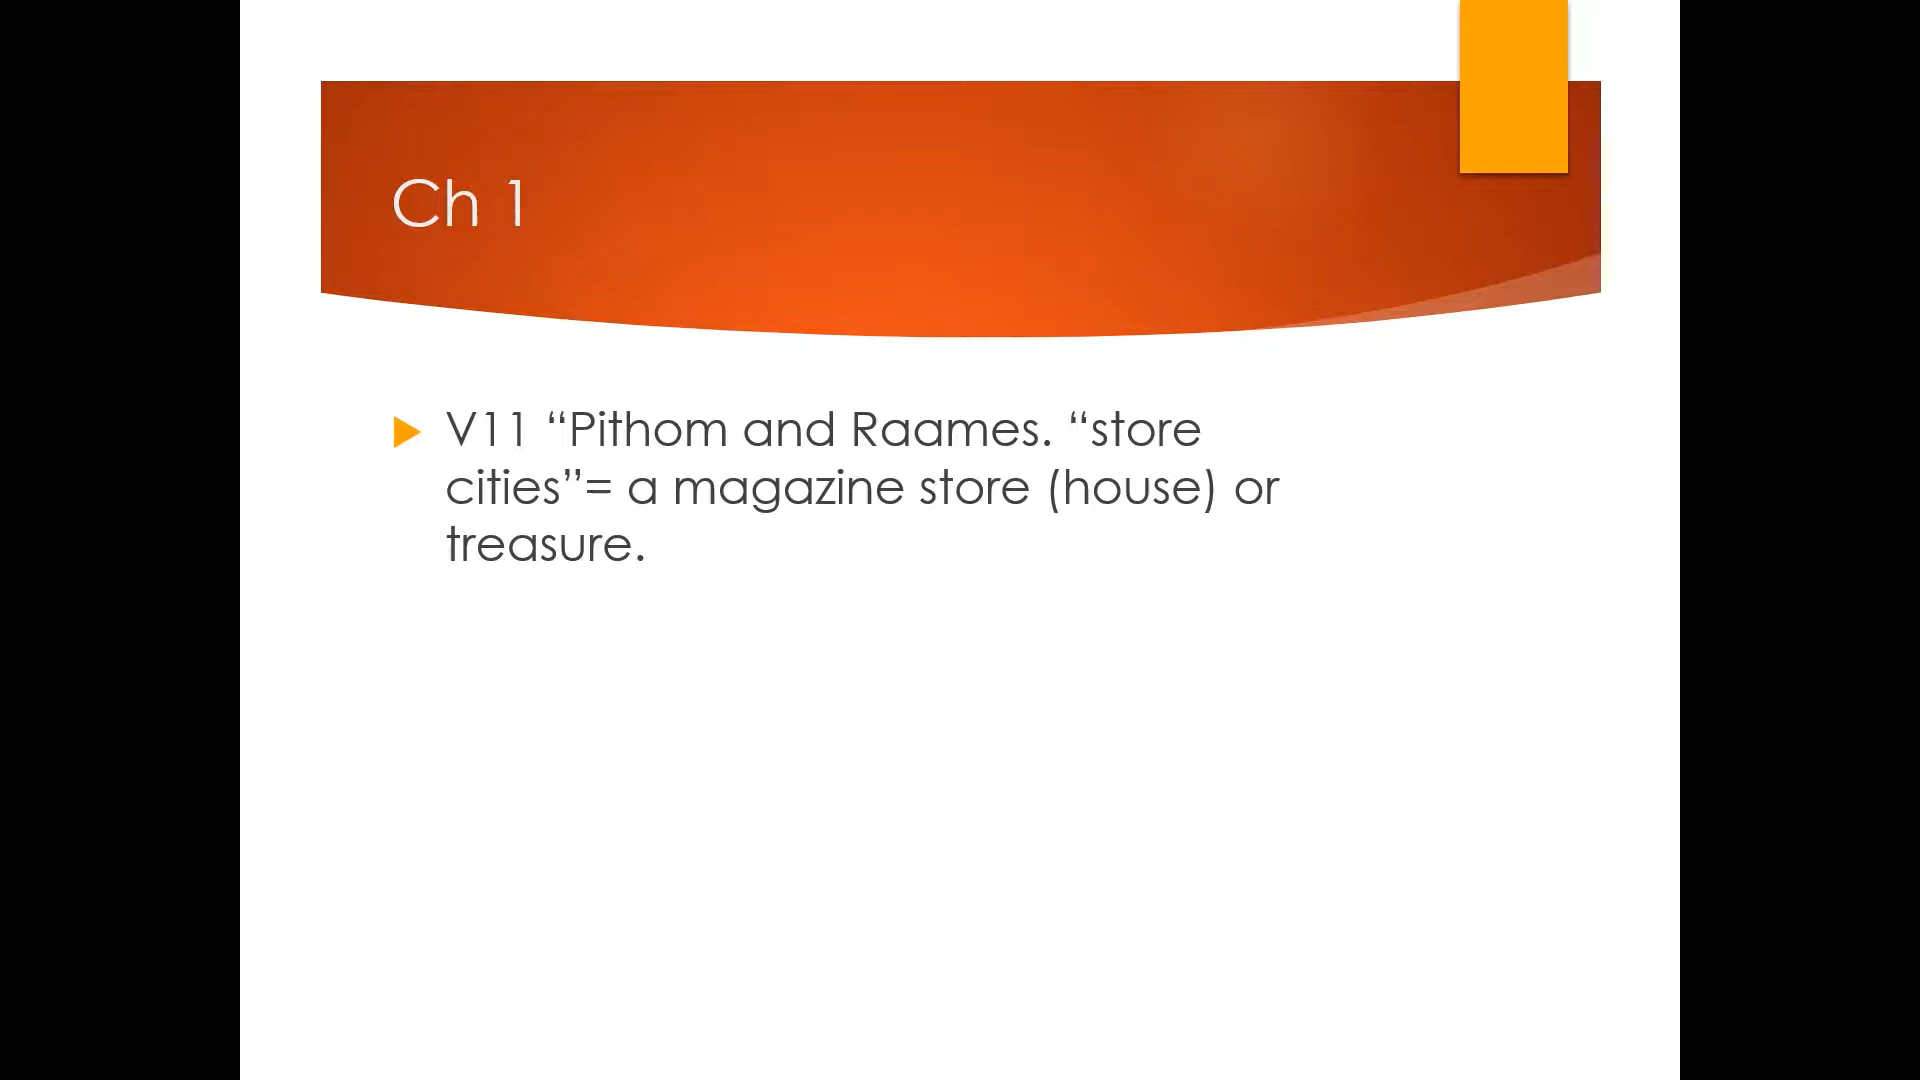 Ch 1
V11 “Pithom and Raames. “store
cities”= a magazine store (house) or
treasure.